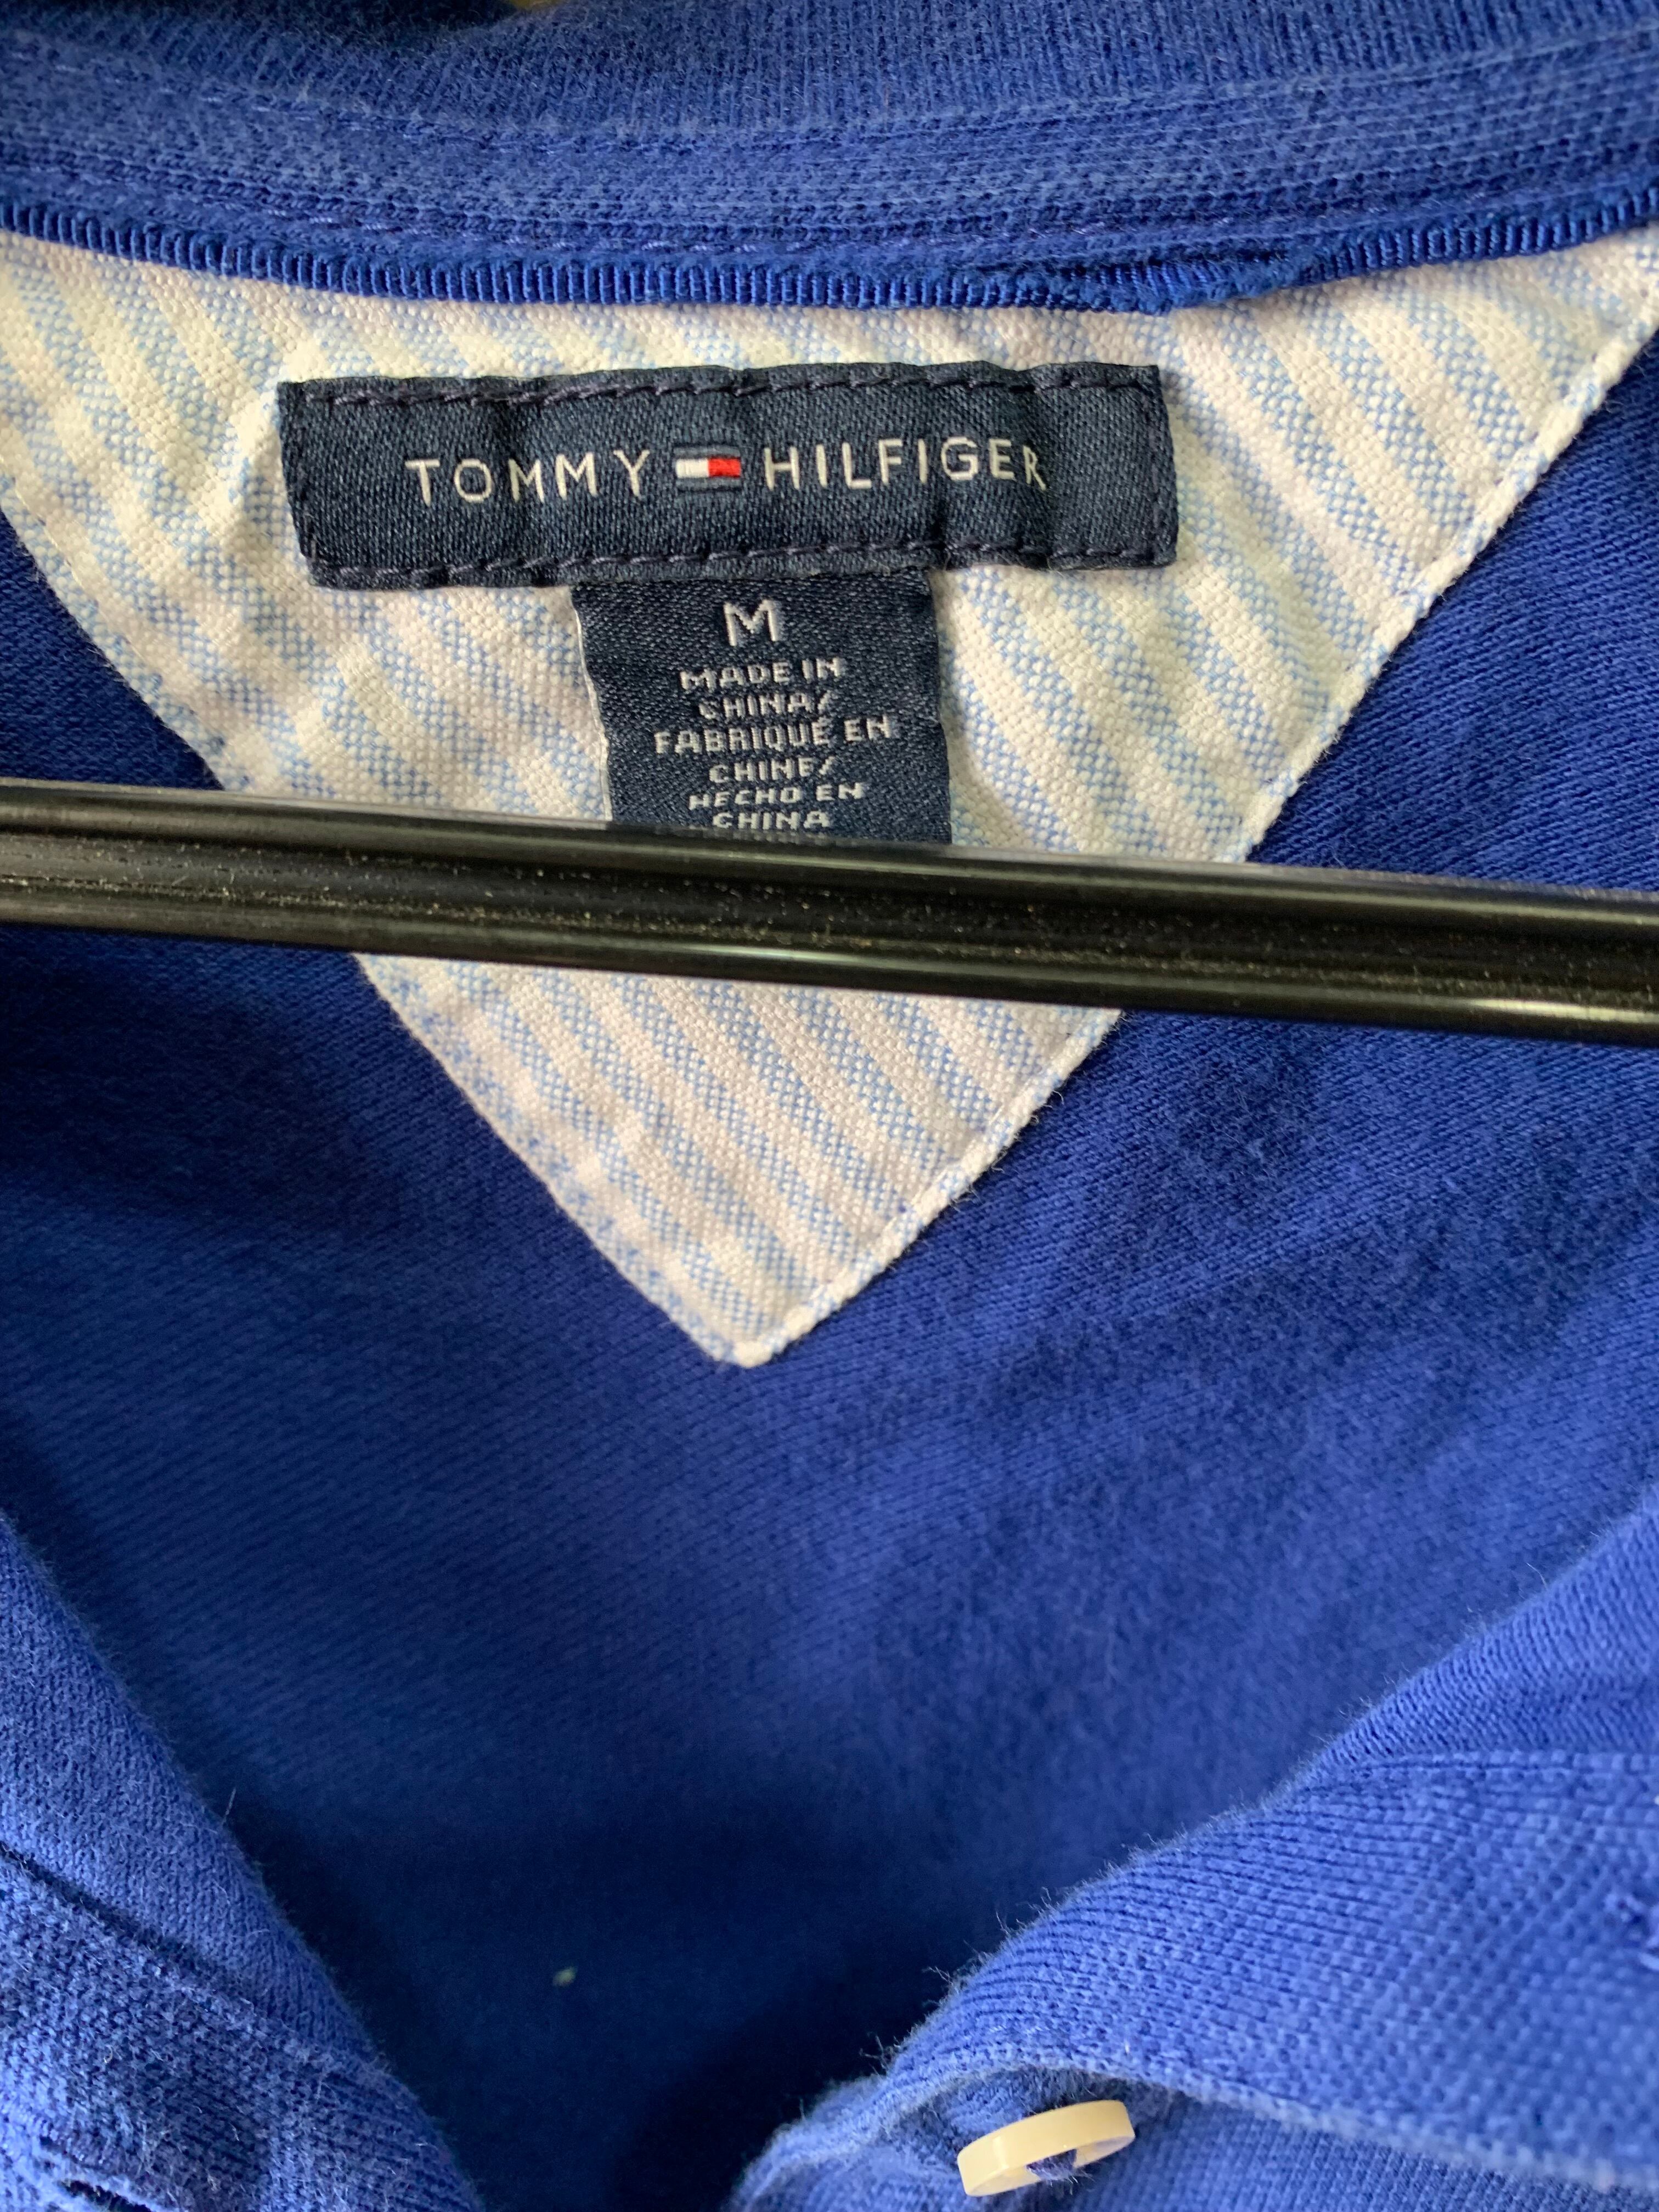 TOMMY HILFIGER
M
MADE IN
CHINA/
FABRIQUÉ EN
CHINE/
HECHO EN
CHINA